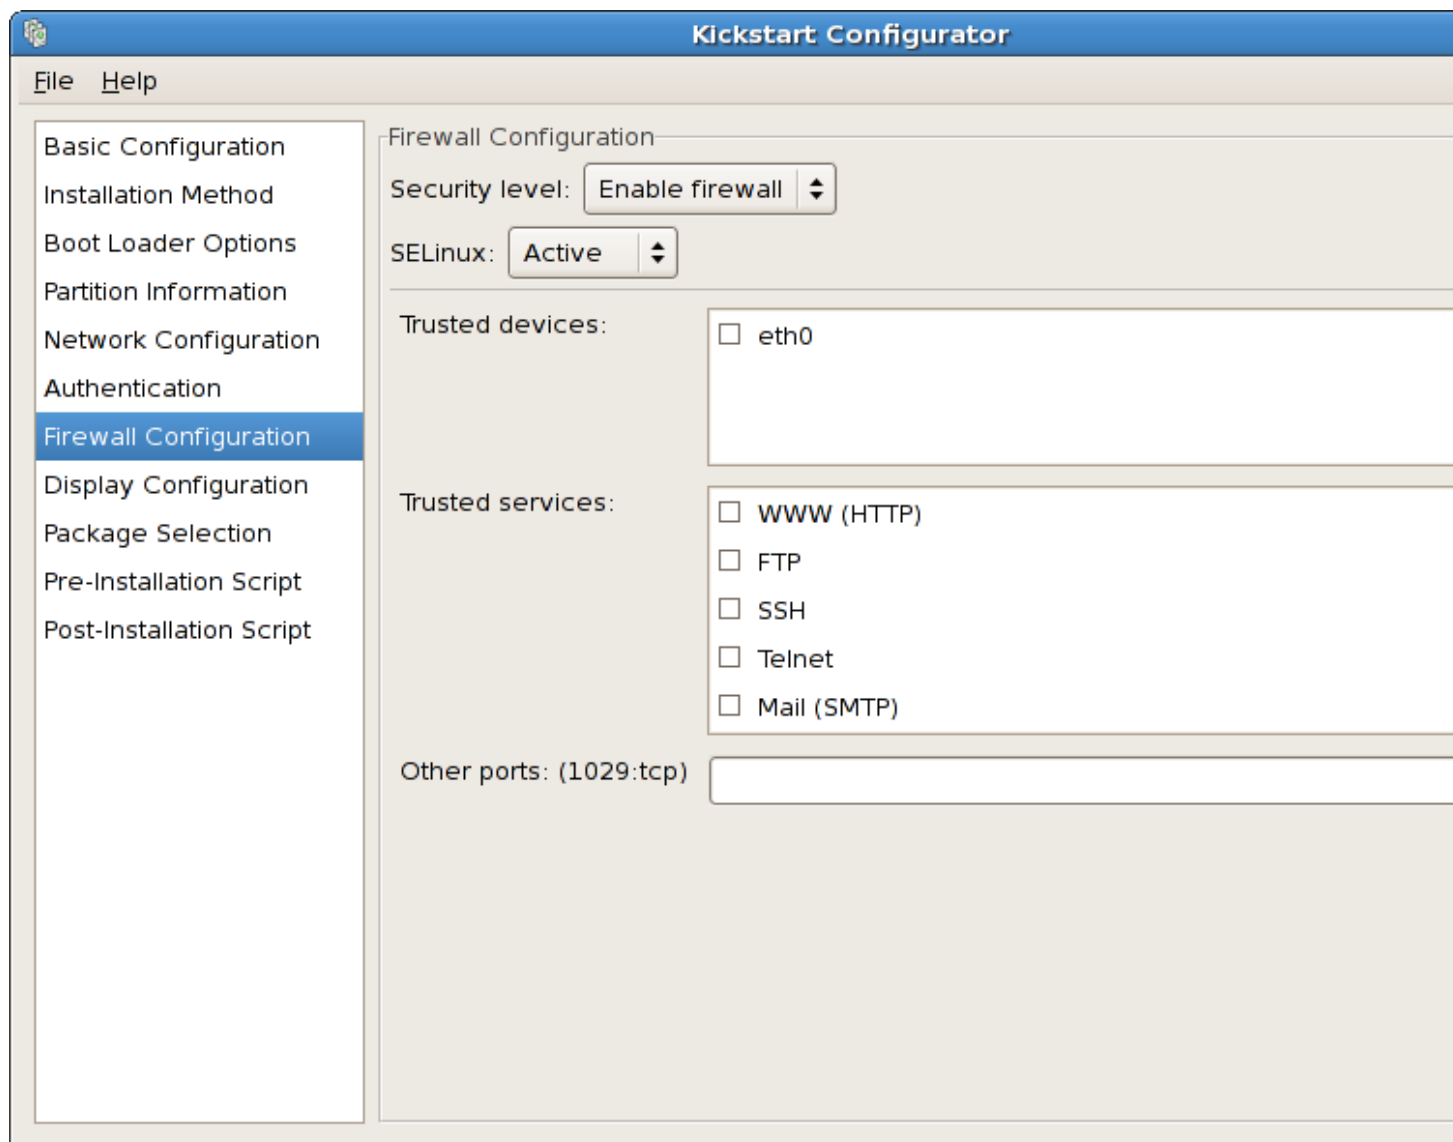 Kickstart Configurator
File Help
Basic Configuration
Installation Method
Boot Loader Options
Partition Information
Network Configuration
Authentication
Firewall Configuration
Display Configuration
Package Selection
Pre-Installation Script
Post-Installation Script
Firewall Configuration
Security level: Enable firewall
SELinux: Active
Trusted devices:
eth0
Trusted services:
WWW (HTTP)
FTP
SSH
Telnet
Mail (SMTP)
Other ports: (1029:tcp)